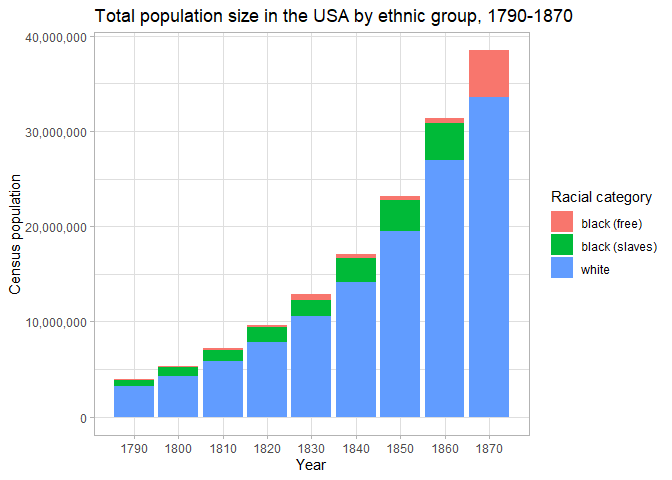 Total population size in the USA by ethnic group, 1790-1870
40,000,000
30,000,000
20,000,000
10,000,000
0
Census population
1790 1800 1810 1820 1830 1840 1850 1860 1870
Year
Racial category
black (free)
black (slaves)
white